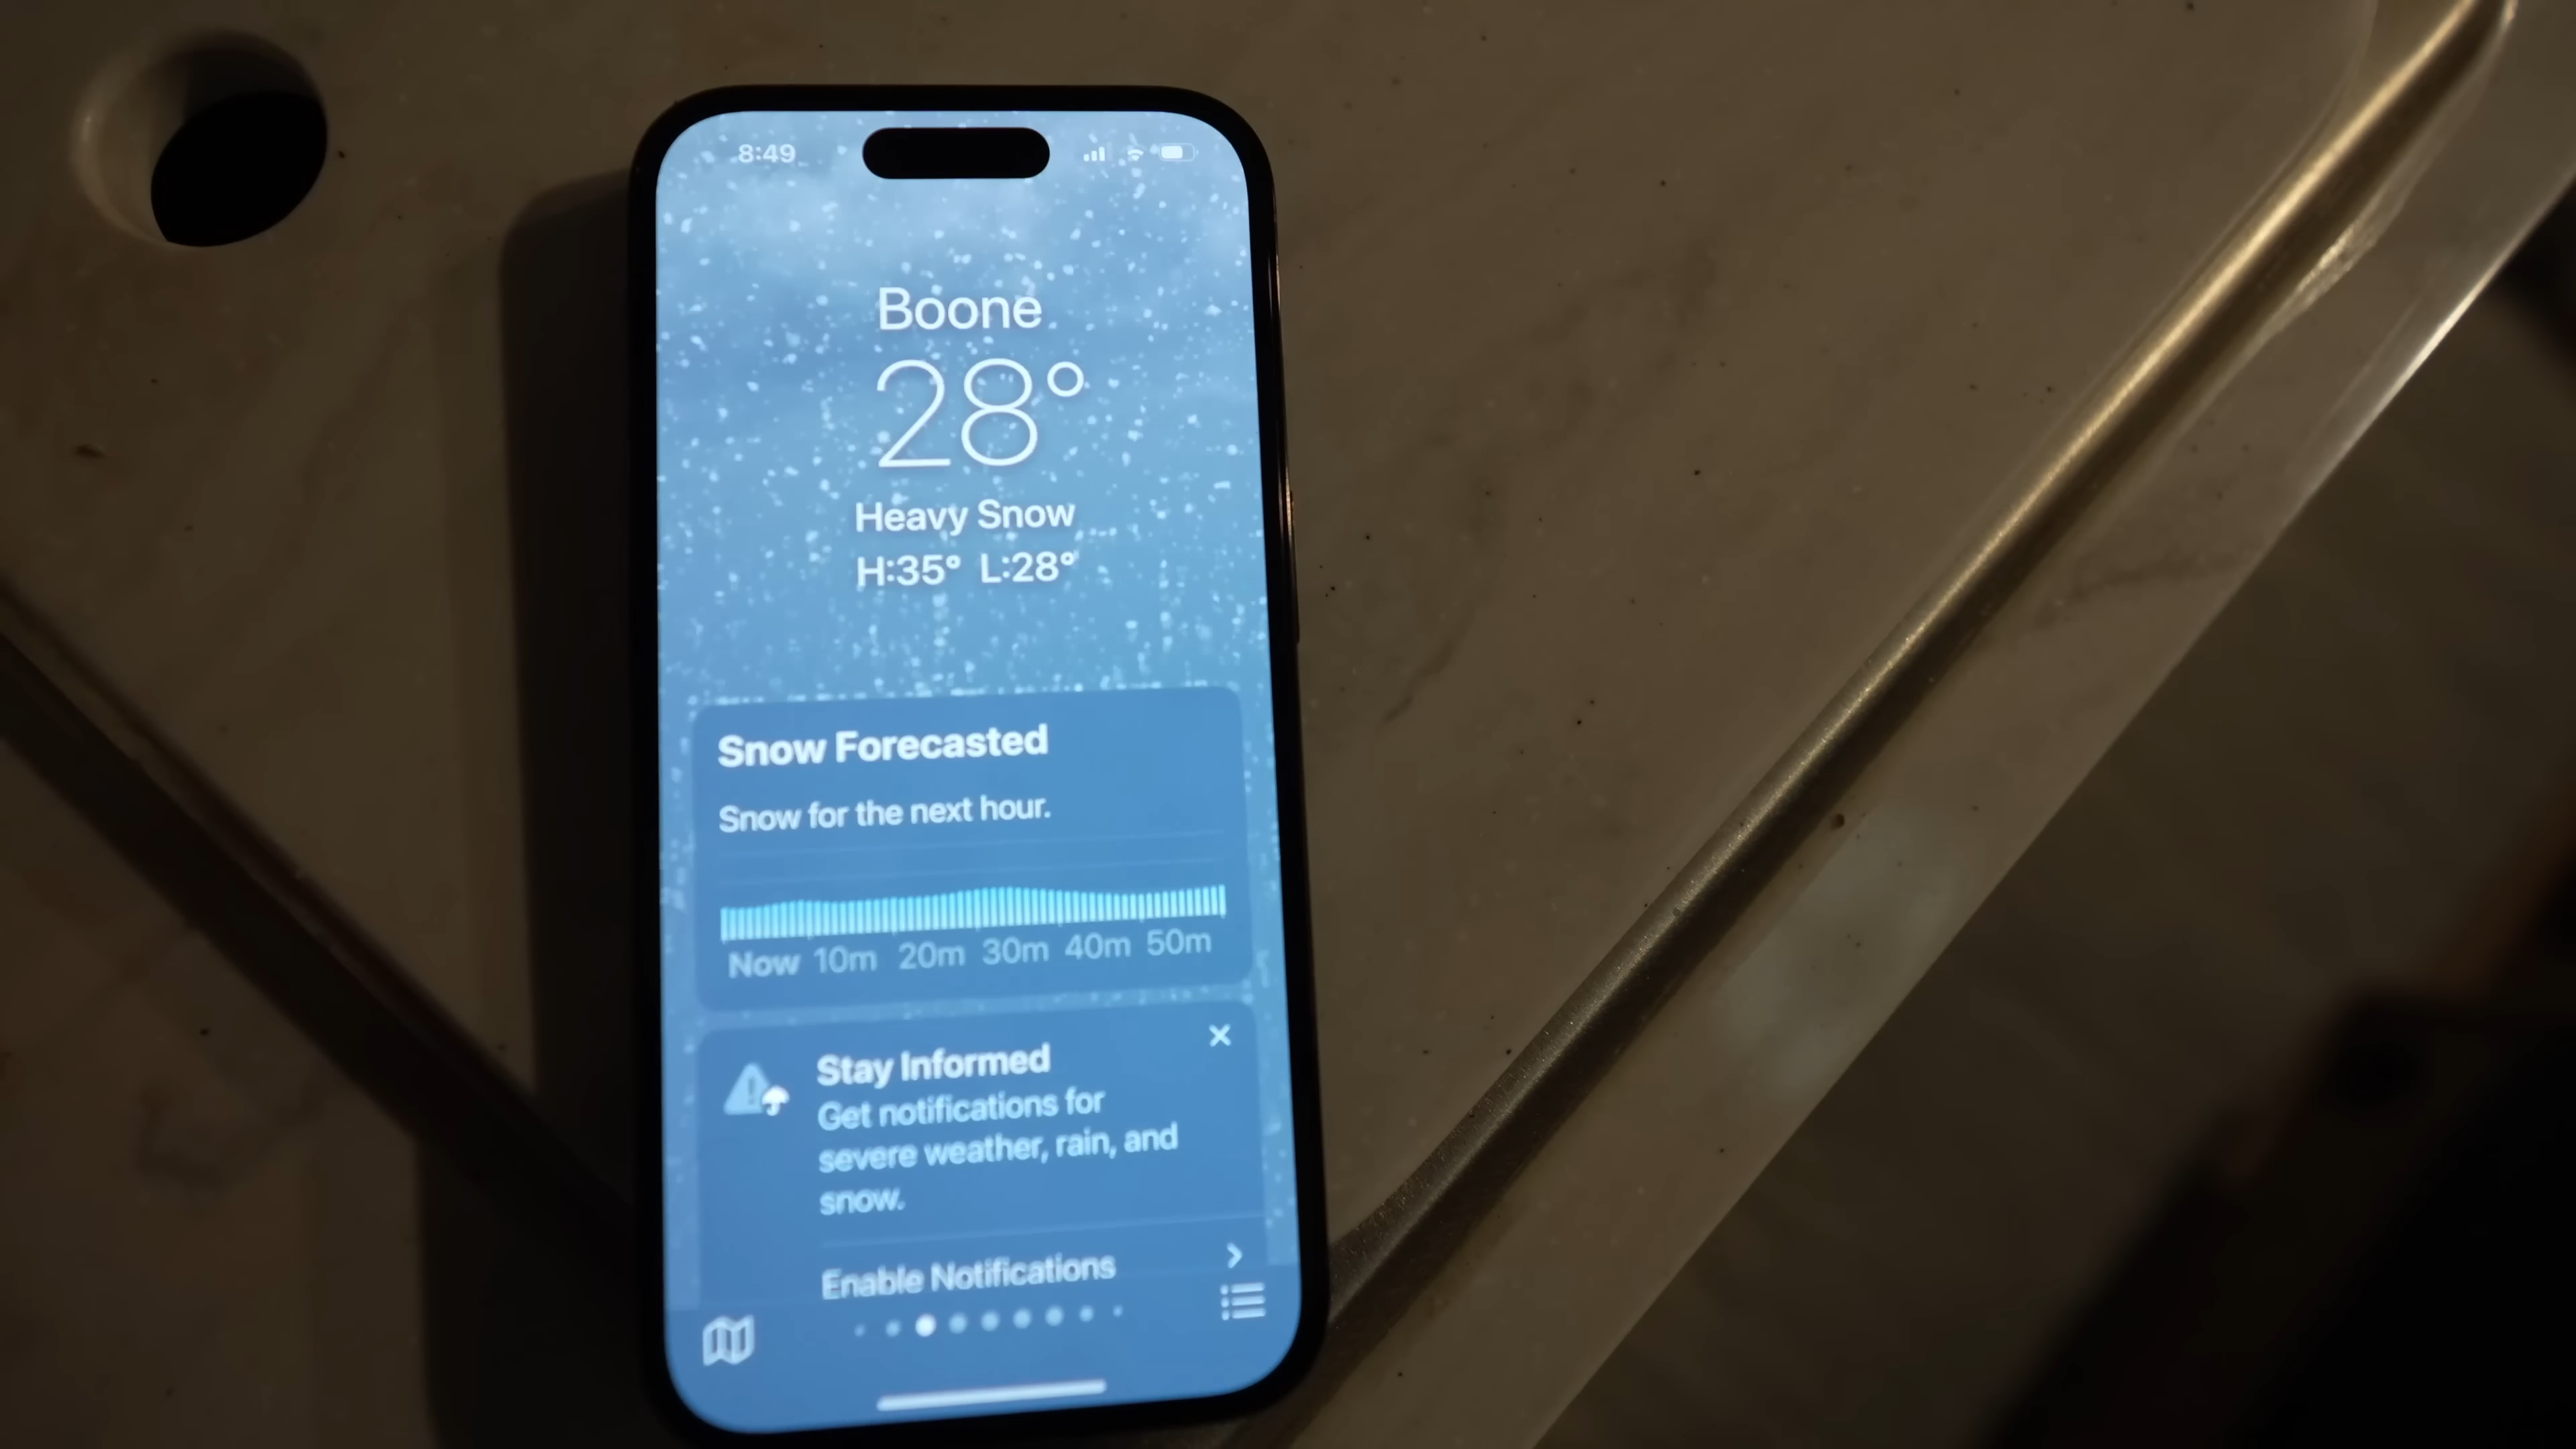 8:49
Boone
28°
Heavy Snow
H:35° L:28°
Snow Forecasted
Snow for the next hour.
Now 10m 20m 30m 40m 50m
Stay Informed
Get notifications for
severe weather, rain, and
snow.
Enable Notifications